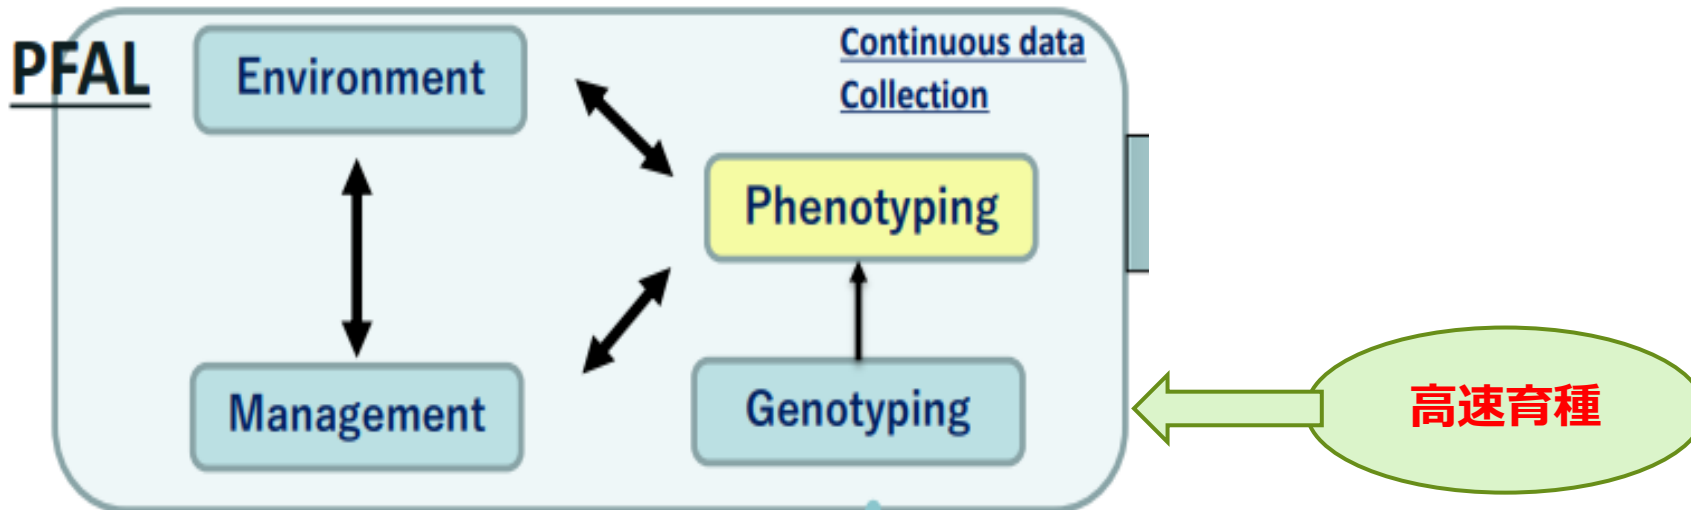 PFAL
Environment
Continuous data
Collection
Phenotyping
Management
Genotyping
高速育種